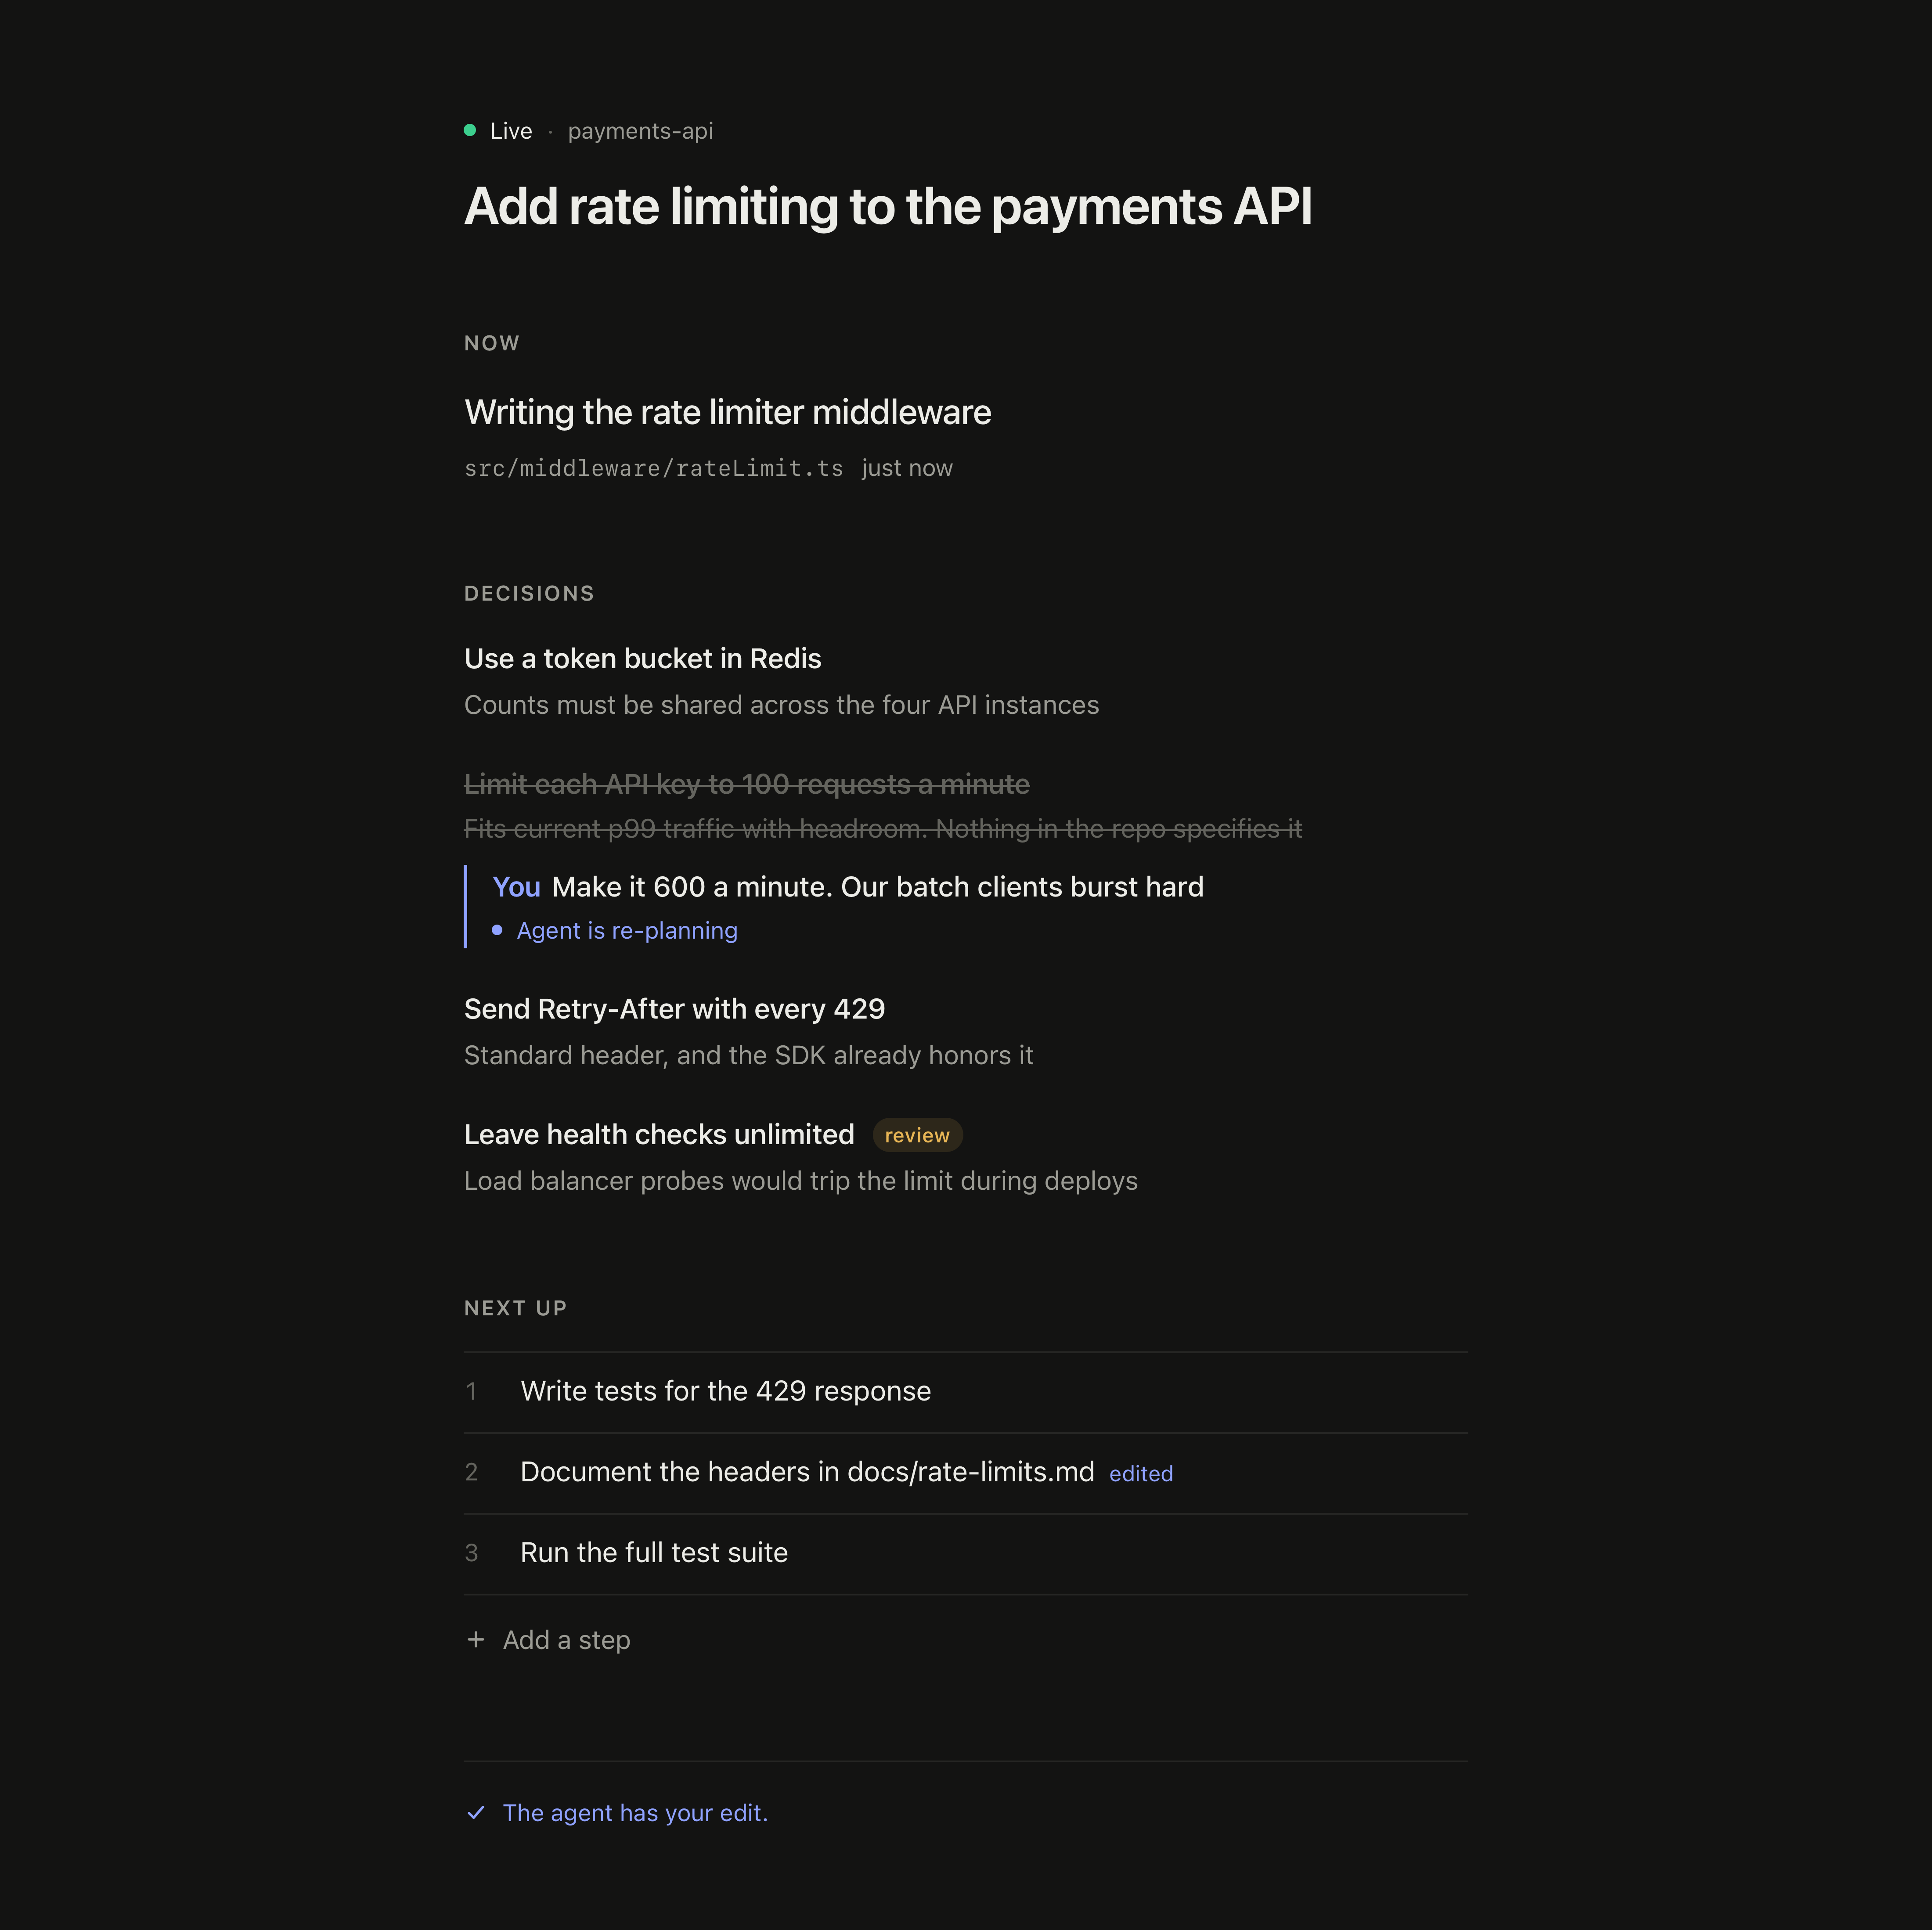 Live · payments-api
Add rate limiting to the payments API
NOW
Writing the rate limiter middleware
src/middleware/rateLimit.ts just now
DECISIONS
Use a token bucket in Redis
Counts must be shared across the four API instances
Limit each API key to 100 requests a minute
Fits current p99 traffic with headroom. Nothing in the repo specifies it
You Make it 600 a minute. Our batch clients burst hard
Agent is re-planning
Send Retry-After with every 429
Standard header, and the SDK already honors it
Leave health checks unlimited review
Load balancer probes would trip the limit during deploys
NEXT UP
1 Write tests for the 429 response
2 Document the headers in docs/rate-limits.md edited
3 Run the full test suite
+ Add a step
✓ The agent has your edit.